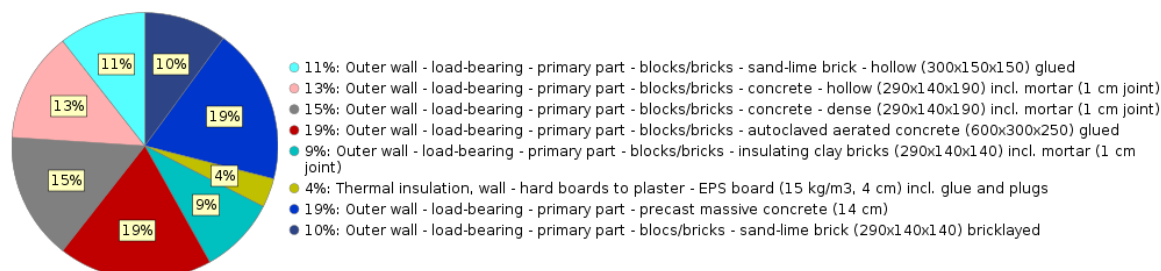 11%
10%
13%
19%
15%
4%
9%
19%
11%: Outer wall - load-bearing - primary part - blocks/bricks - sand-lime brick - hollow (300x150x150) glued
13%: Outer wall - load-bearing - primary part - blocks/bricks - concrete - hollow (290x140x190) incl. mortar (1 cm joint)
15%: Outer wall - load-bearing - primary part - blocks/bricks - concrete - dense (290x140x190) incl. mortar (1 cm joint)
19%: Outer wall - load-bearing - primary part - blocks/bricks - autoclaved aerated concrete (600x300x250) glued
9%: Outer wall - load-bearing - primary part - blocks/bricks - insulating clay bricks (290x140x140) incl. mortar (1 cm
joint)
4%: Thermal insulation, wall - hard boards to plaster - EPS board (15 kg/m3, 4 cm) incl. glue and plugs
19%: Outer wall - load-bearing - primary part - precast massive concrete (14 cm)
10%: Outer wall - load-bearing - primary part - blocs/bricks - sand-lime brick (290x140x140) bricklayed